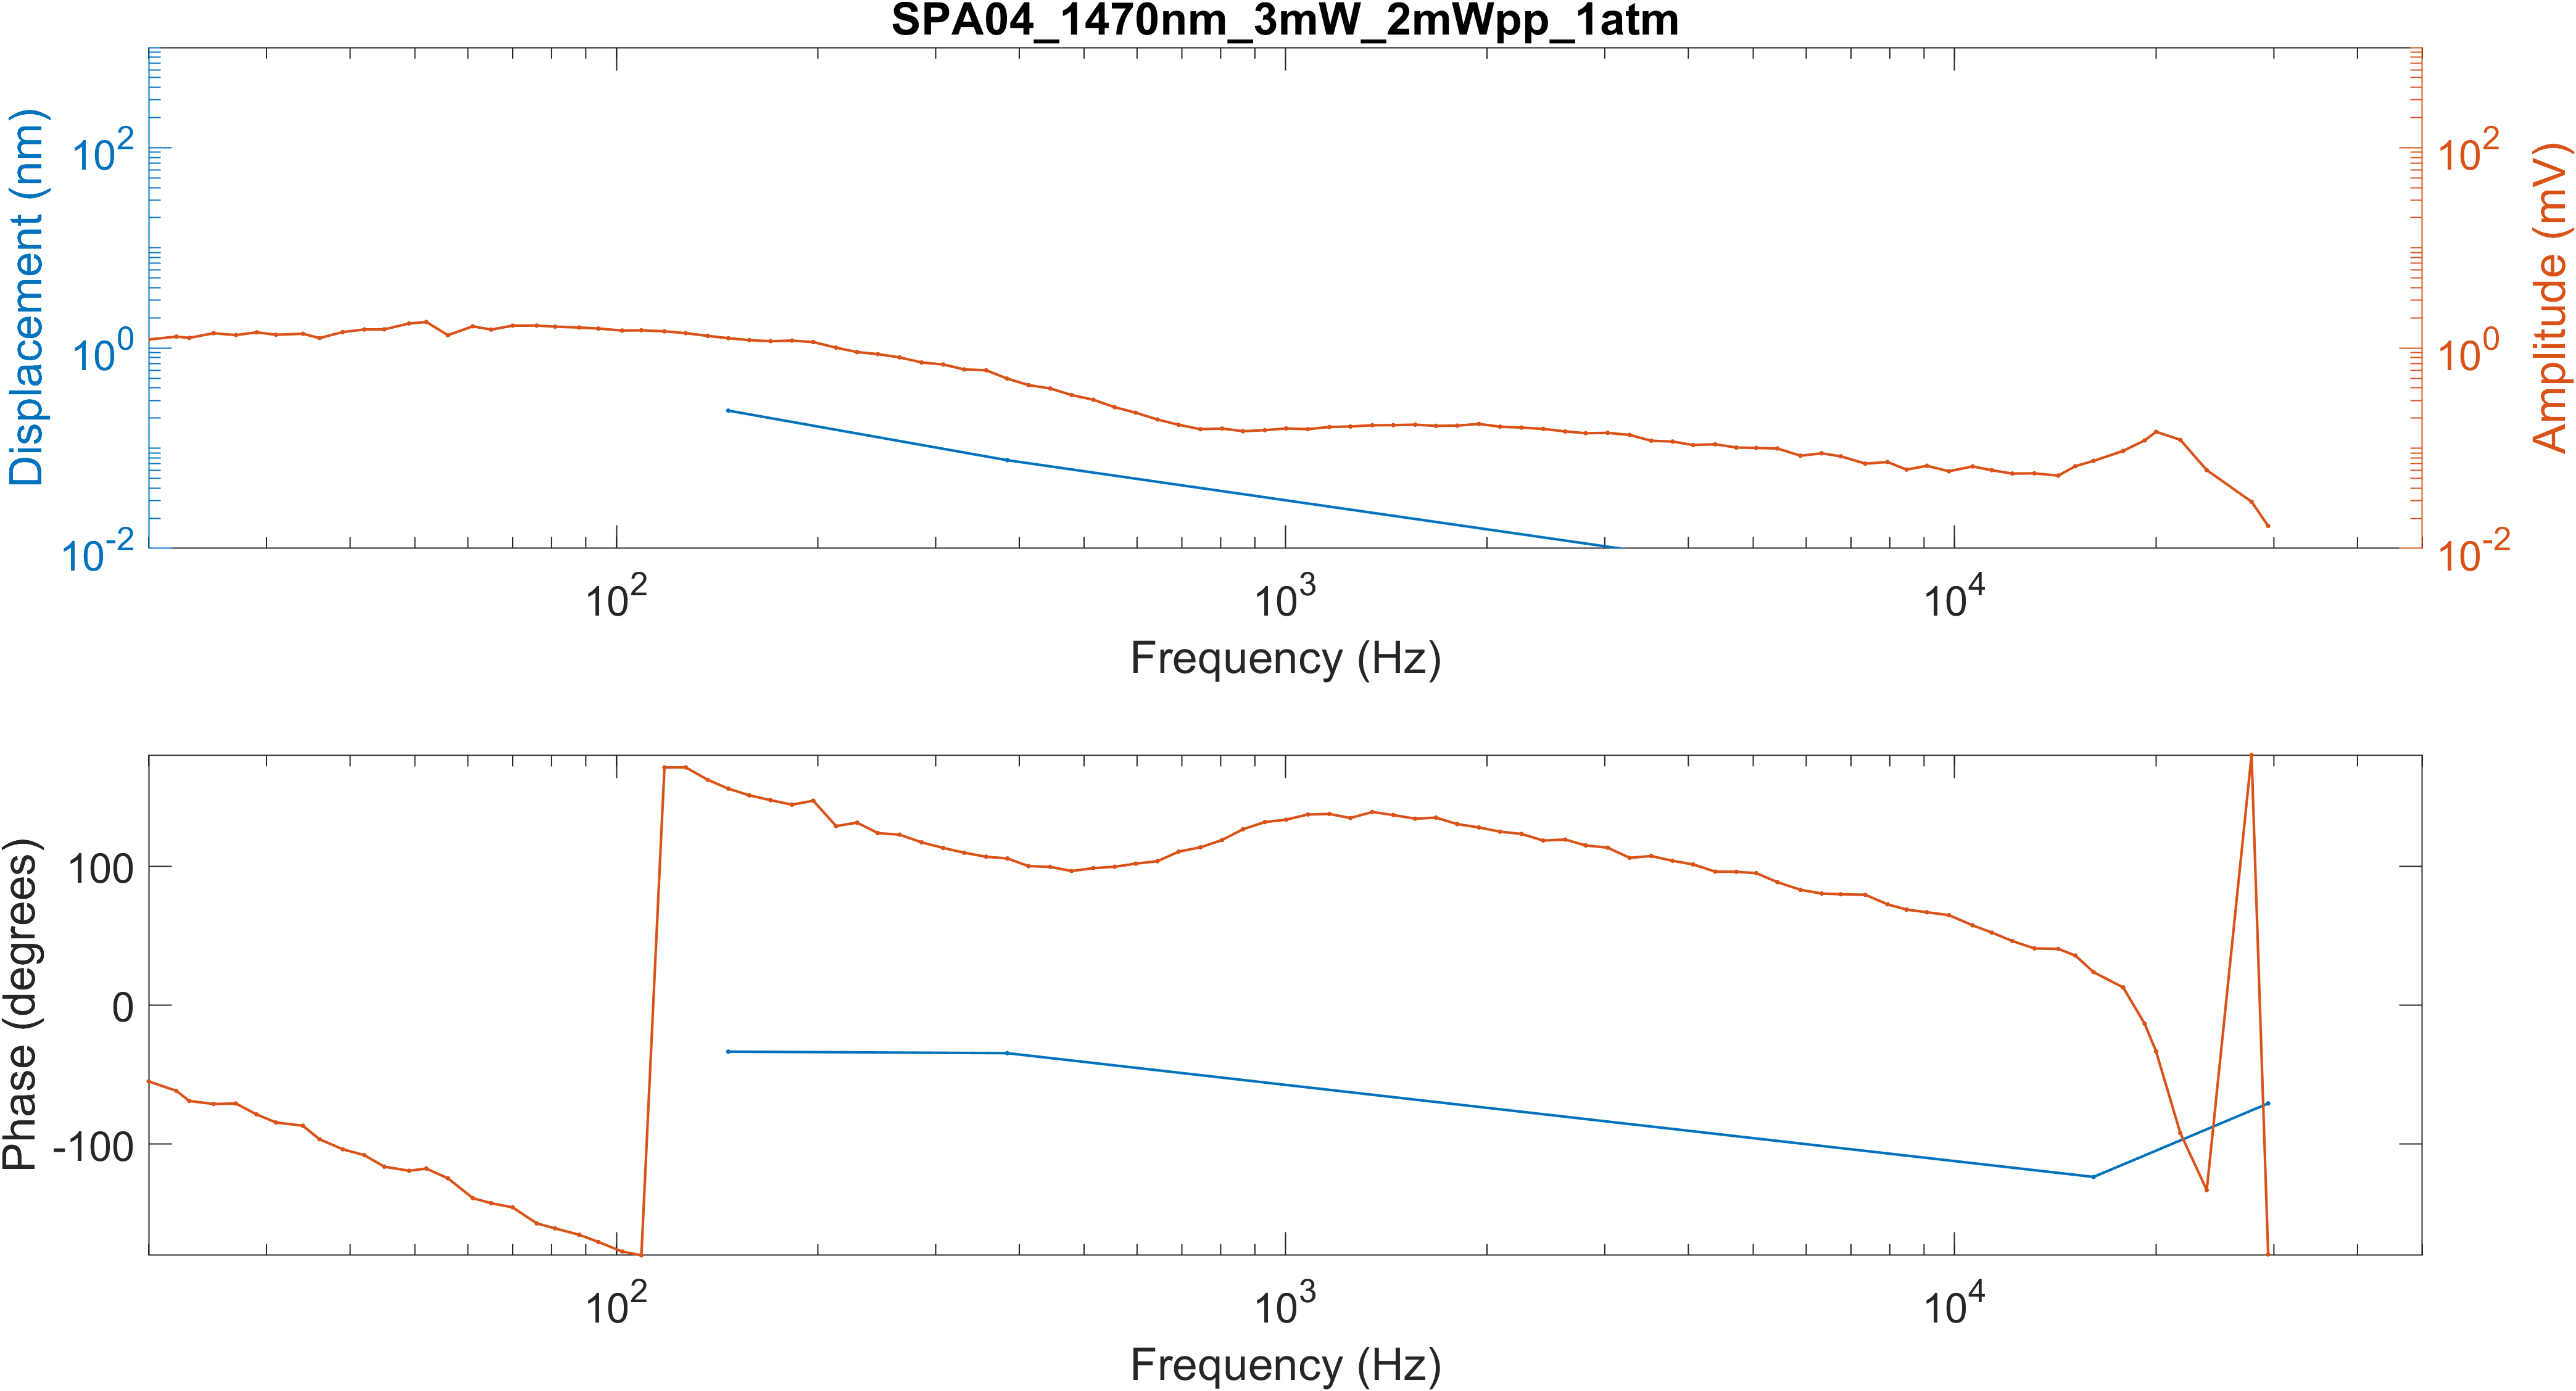 SPA04_1470nm_3mW_2mWpp_1atm
Displacement (nm)
10^2
10^0
10^-2
Amplitude (mV)
10^2
10^0
10^-2
10^2 10^3 10^4
Frequency (Hz)
Phase (degrees)
100
0
-100
10^2 10^3 10^4
Frequency (Hz)